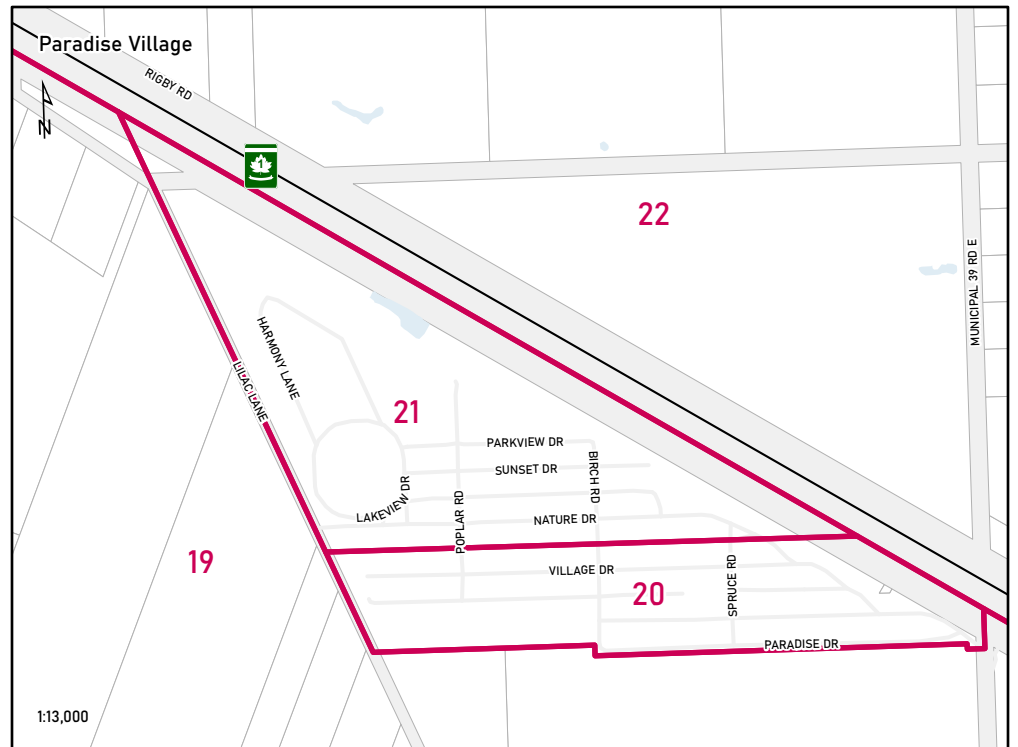 Paradise Village
RIGBY RD
N
1
22
MUNICIPAL 39 RD E
HARMONY LANE
LILAC LANE
21
PARKVIEW DR
SUNSET DR
BIRCH RD
LAKEVIEW DR
POPLAR RD
NATURE DR
19
VILLAGE DR
20
SPRUCE RD
PARADISE DR
1:13,000